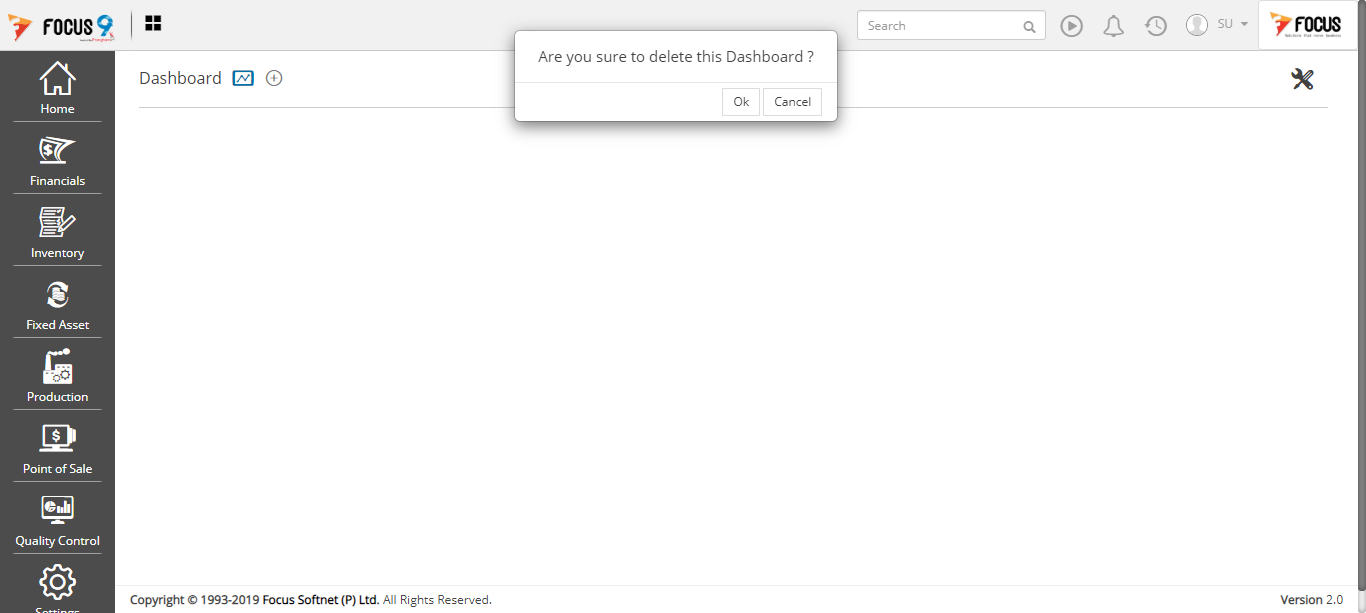 FOCUS 9
Search
SU
FOCUS
Are you sure to delete this Dashboard ?
Ok
Cancel
Dashboard
Home
Financials
Inventory
Fixed Asset
Production
Point of Sale
Quality Control
Settings
Copyright © 1993-2019 Focus Softnet (P) Ltd. All Rights Reserved.
Version 2.0